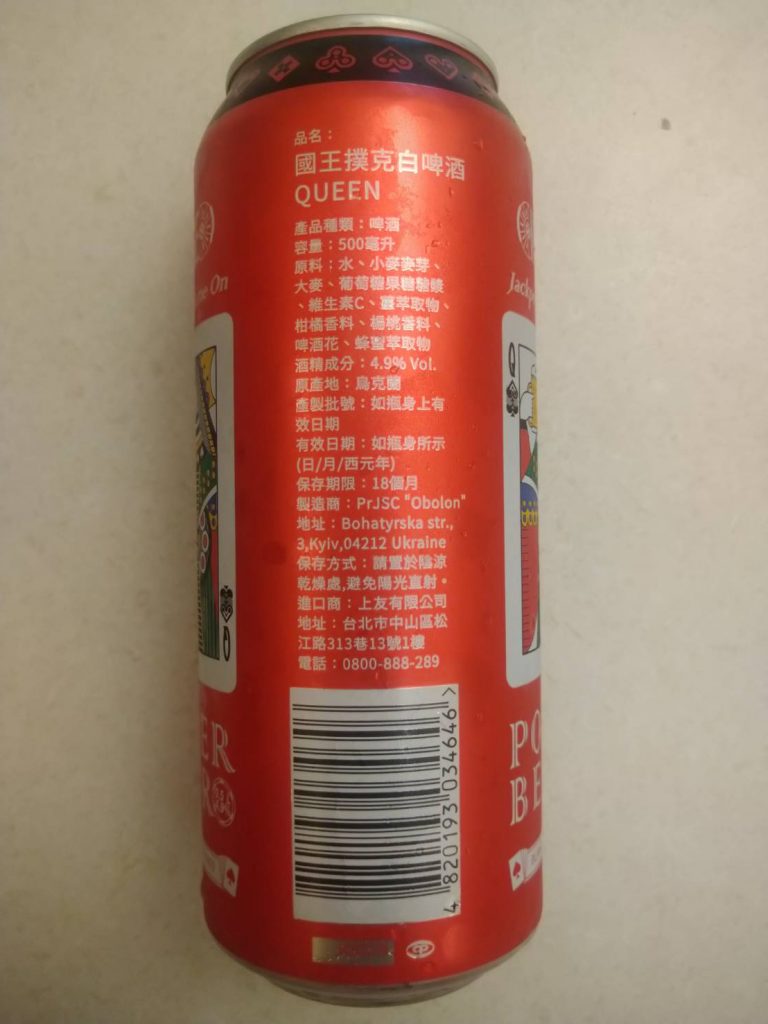 品名：
國王撲克白啤酒
QUEEN
產品種類：啤酒
容量：500毫升
原料：水、小麥麥芽、
大麥、葡萄糖果糖糖漿
、維生素C、薑萃取物、
柑橘香料、楊桃香料、
啤酒花、蜂蜜萃取物
酒精成分：4.9% Vol.
原產地：烏克蘭
產製批號：如瓶身上有
效日期
有效日期：如瓶身所示
(日/月/西元年)
保存期限：18個月
製造商：PrJSC "Obolon"
地址：Bohatyrska str.,
3,Kyiv,04212 Ukraine
保存方式：請置於陰涼
乾燥處,避免陽光直射。
進口商：上友有限公司
地址：台北市中山區松
江路313巷13號1樓
電話：0800-888-289
4 820193 034646 >
me On
Q
ER
R
Jack
Q
PO
BE